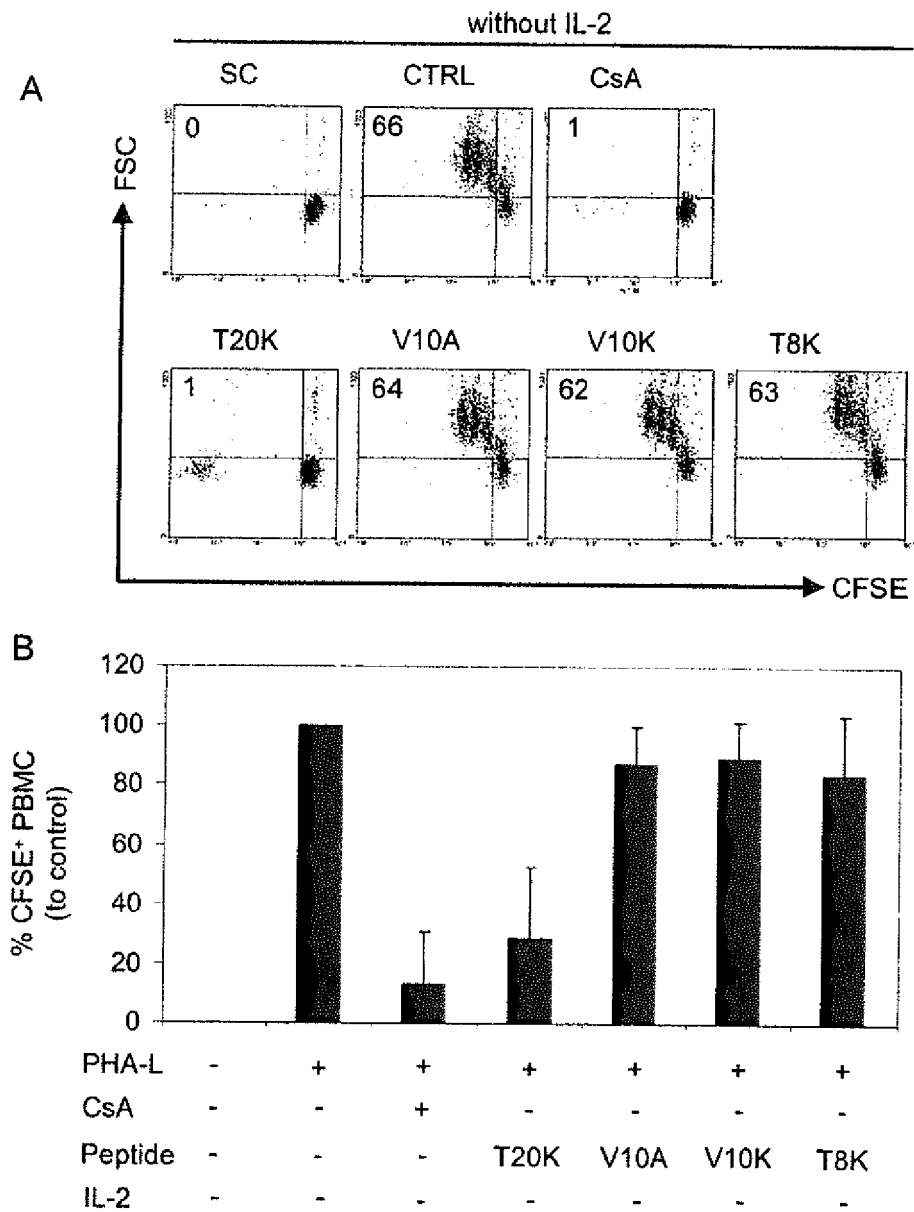 without IL-2
A
SC CTRL CsA
0 66 1
FSC
T20K V10A V10K T8K
1 64 62 63
CFSE
B
120
100
80
60
40
20
0
% CFSE⁺ PBMC
(to control)
PHA-L - + + + + + +
CsA - - + - - - -
Peptide - - - T20K V10A V10K T8K
IL-2 - - - - - - -